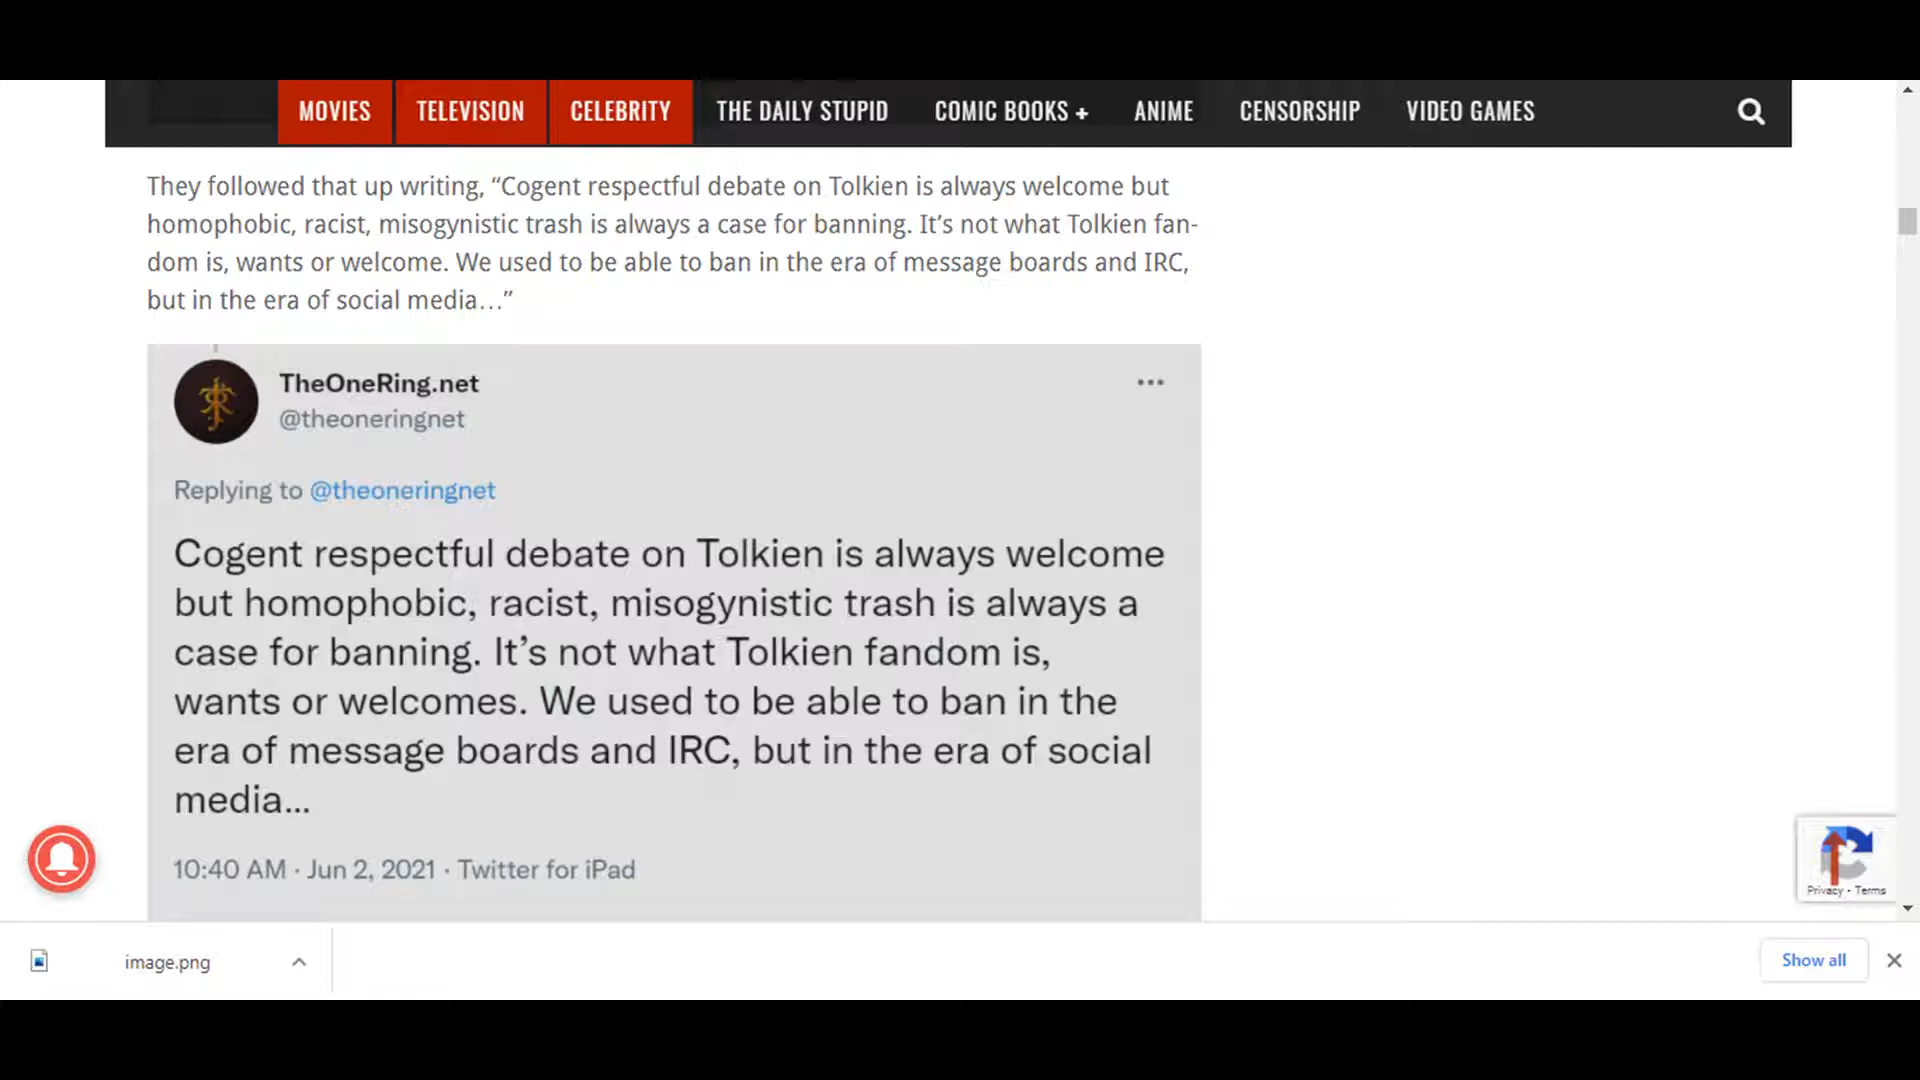 MOVIES TELEVISION CELEBRITY THE DAILY STUPID COMIC BOOKS + ANIME CENSORSHIP VIDEO GAMES
They followed that up writing, “Cogent respectful debate on Tolkien is always welcome but
homophobic, racist, misogynistic trash is always a case for banning. It’s not what Tolkien fan-
dom is, wants or welcome. We used to be able to ban in the era of message boards and IRC,
but in the era of social media…”
TheOneRing.net
@theoneringnet
Replying to @theoneringnet
Cogent respectful debate on Tolkien is always welcome
but homophobic, racist, misogynistic trash is always a
case for banning. It’s not what Tolkien fandom is,
wants or welcomes. We used to be able to ban in the
era of message boards and IRC, but in the era of social
media...
10:40 AM · Jun 2, 2021 · Twitter for iPad
Privacy - Terms
image.png
Show all